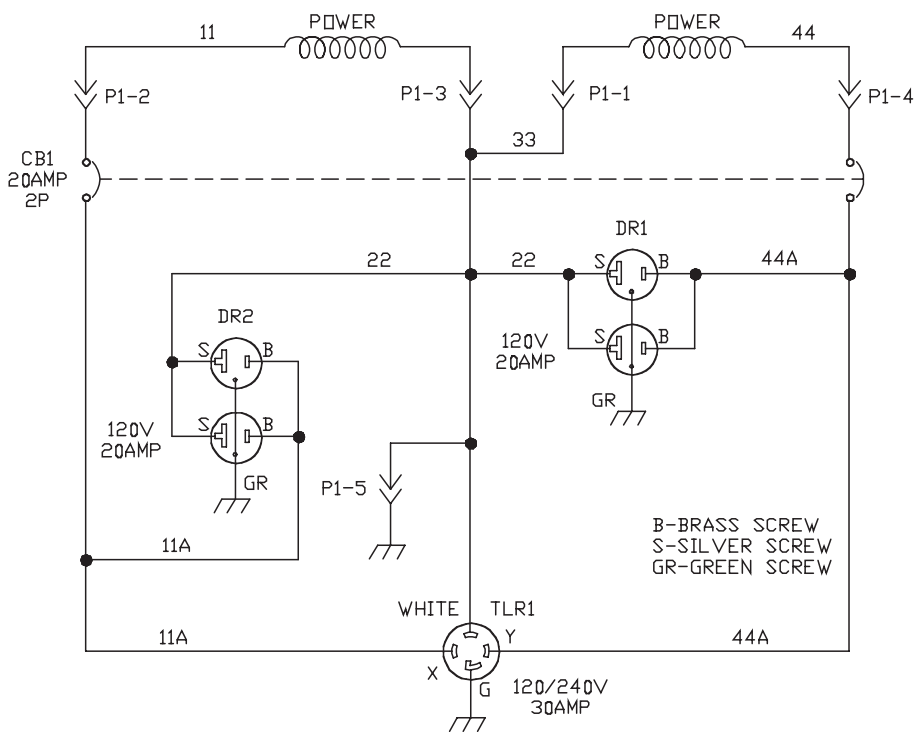 11
POWER
POWER
44
P1-2
P1-3
P1-1
P1-4
33
CB1
20AMP
2P
DR1
22
22
S
B
44A
DR2
S
B
120V
20AMP
S
B
GR
S
B
120V
20AMP
GR
P1-5
B-BRASS SCREW
S-SILVER SCREW
GR-GREEN SCREW
11A
WHITE
TLR1
11A
Y
44A
X
G
120/240V
30AMP